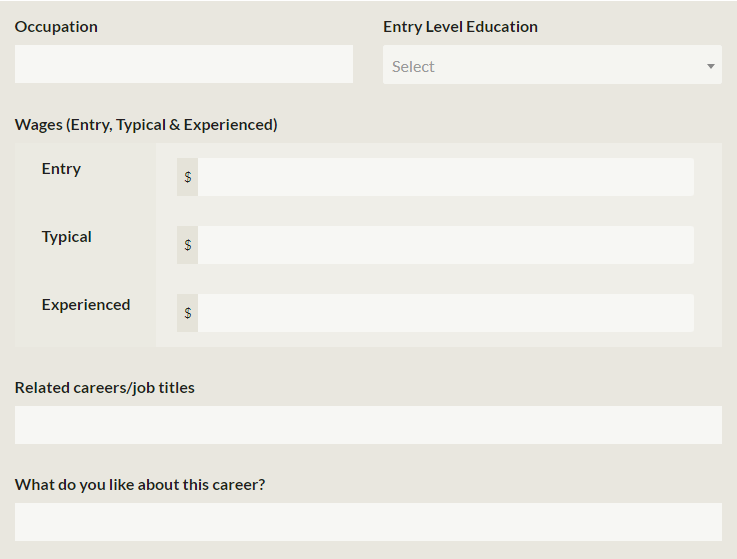 Occupation
Entry Level Education
Select
Wages (Entry, Typical & Experienced)
Entry
$
Typical
$
Experienced
$
Related careers/job titles
What do you like about this career?